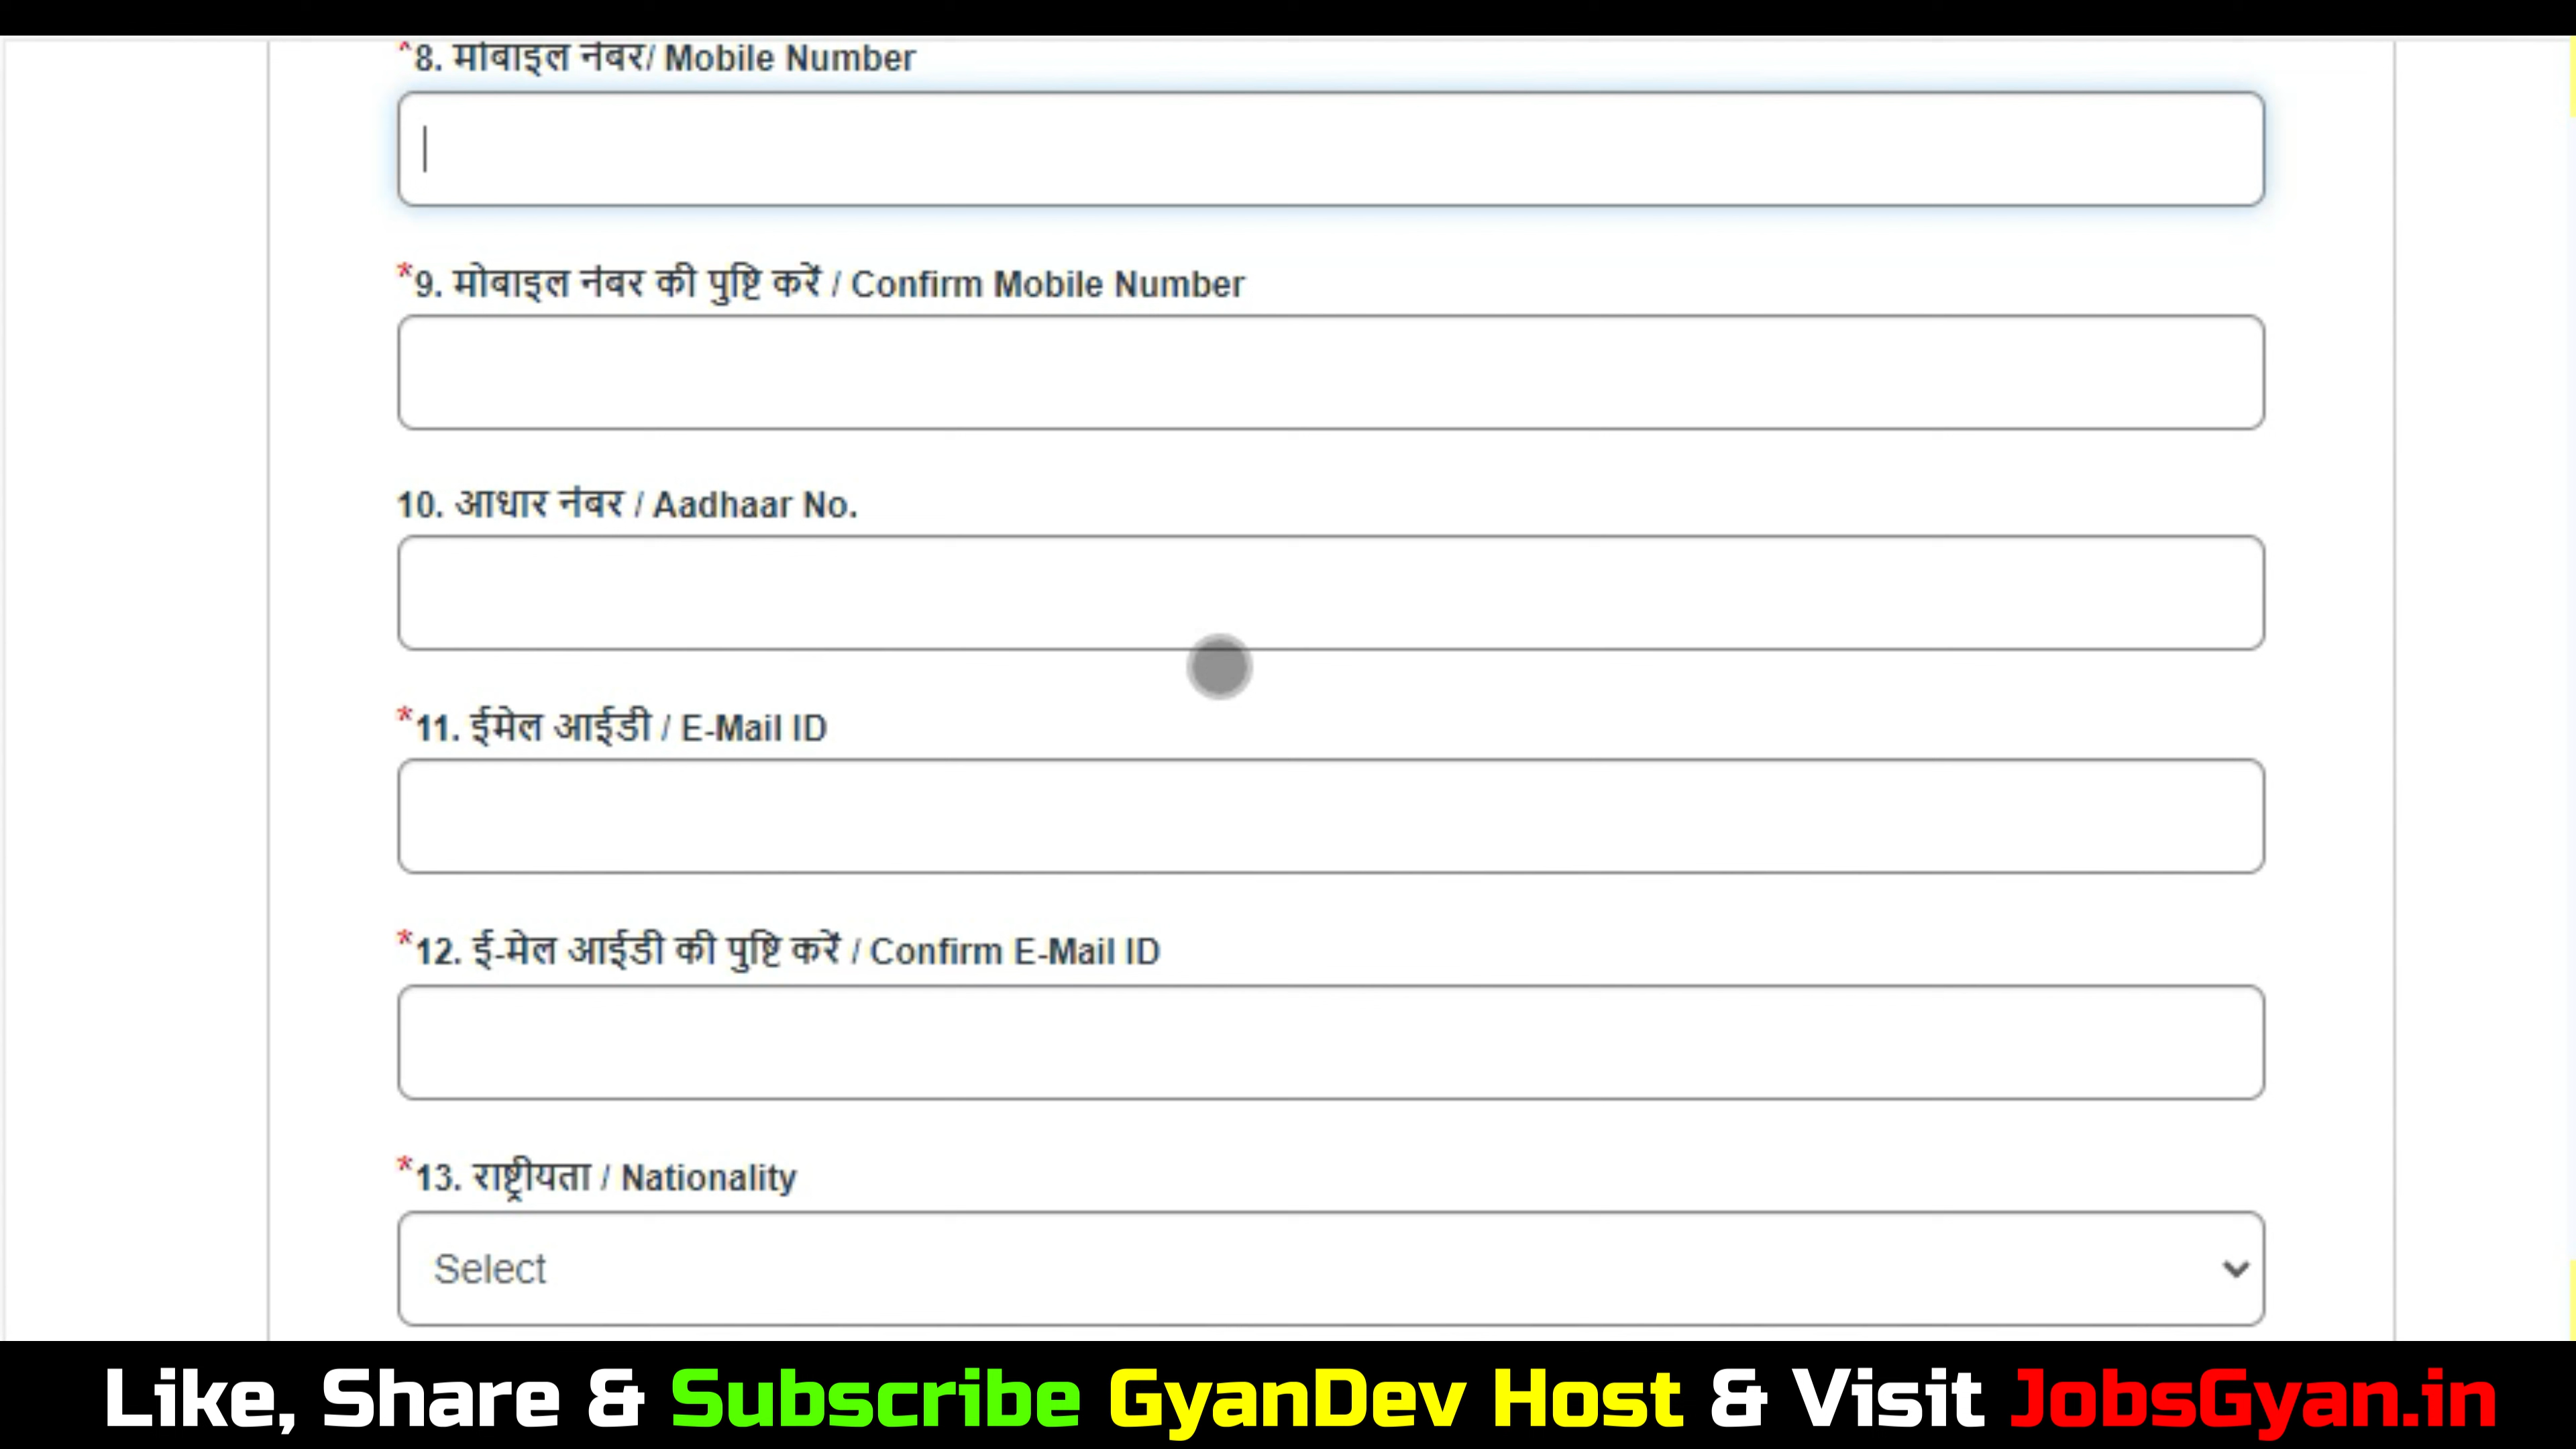 *8. मोबाइल नंबर/ Mobile Number
*9. मोबाइल नंबर की पुष्टि करें / Confirm Mobile Number
10. आधार नंबर / Aadhaar No.
*11. ईमेल आईडी / E-Mail ID
*12. ई-मेल आईडी की पुष्टि करें / Confirm E-Mail ID
*13. राष्ट्रीयता / Nationality
Select
Like, Share & Subscribe GyanDev Host & Visit JobsGyan.in